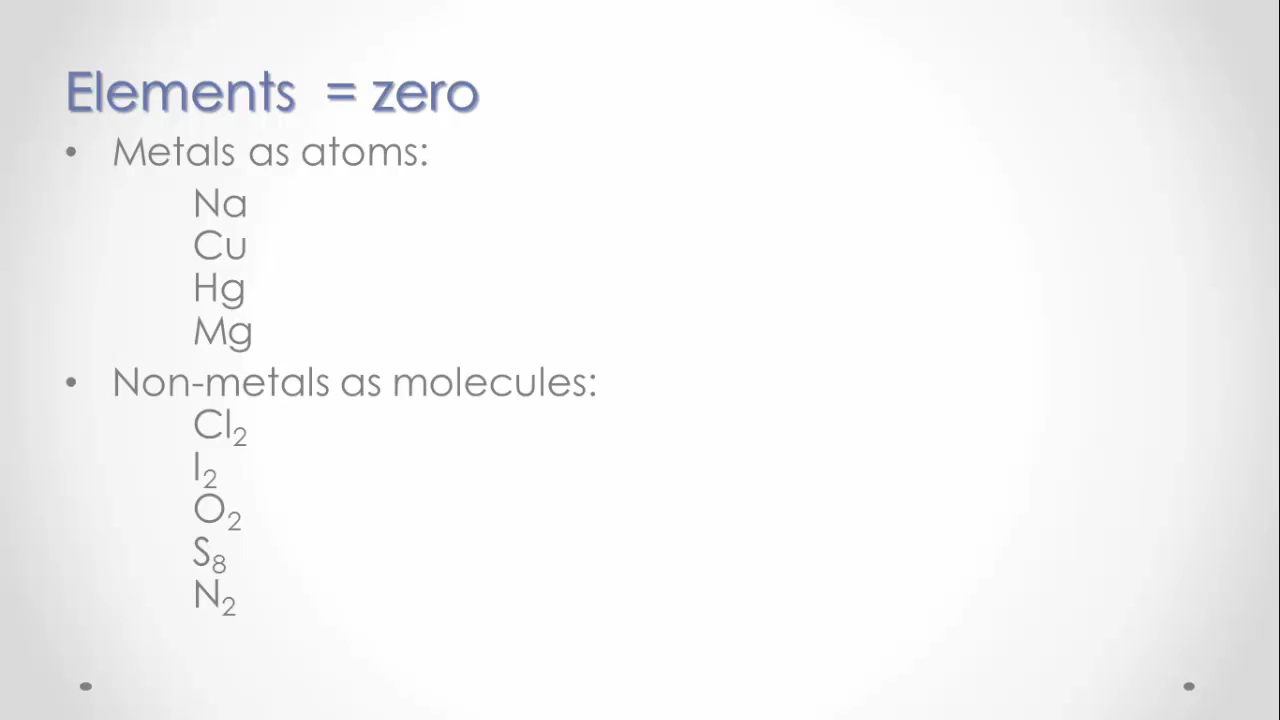 Elements = zero
• Metals as atoms:
Na
Cu
Hg
Mg
• Non-metals as molecules:
Cl₂
I₂
O₂
S₈
N₂